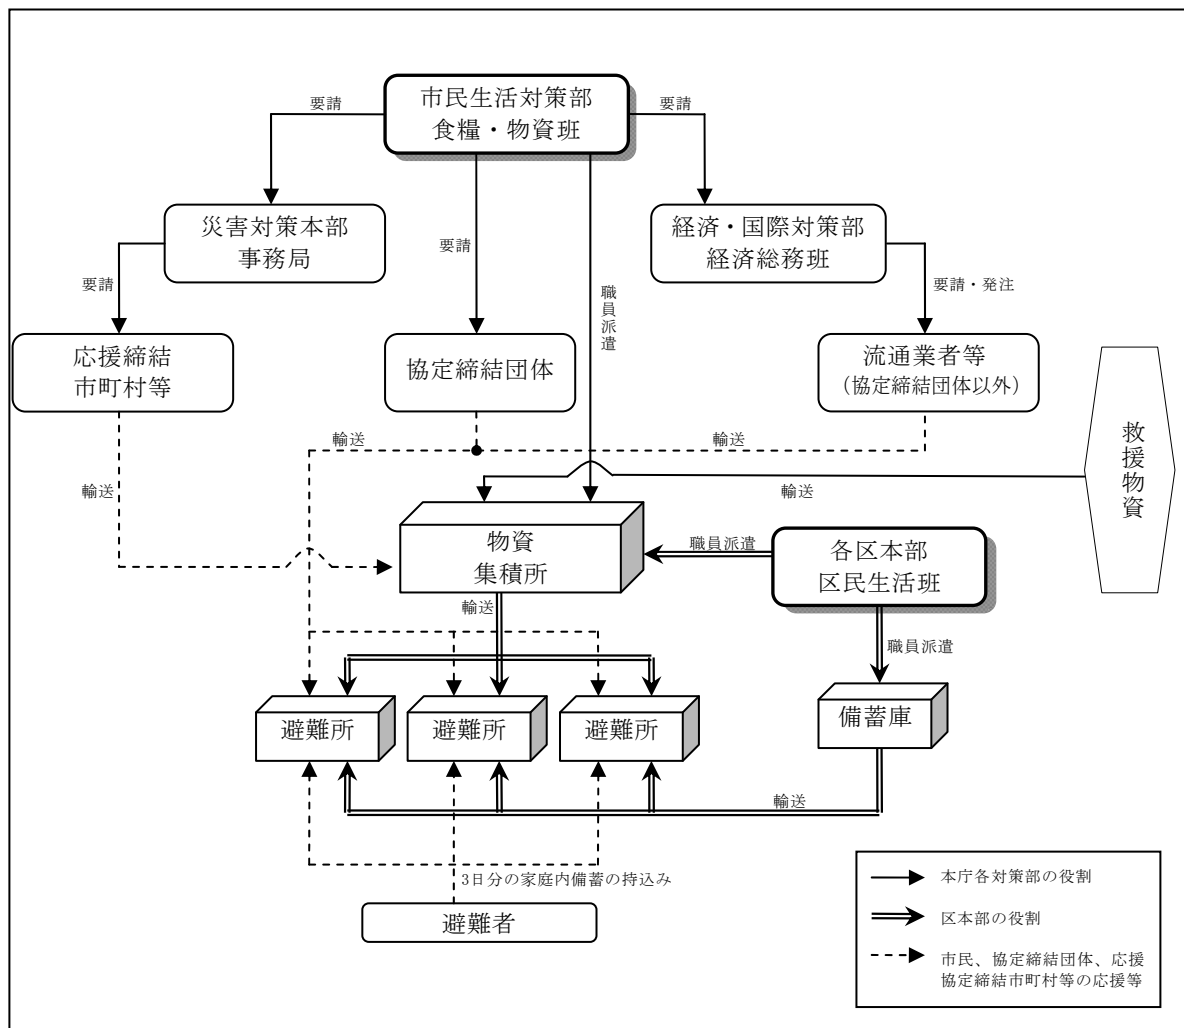 市民生活対策部
食糧・物資班
要請
要請
災害対策本部
事務局
経済・国際対策部
経済総務班
要請
要請
職員派遣
要請・発注
応援締結
市町村等
協定締結団体
流通業者等
（協定締結団体以外）
救援物資
輸送
輸送
輸送
輸送
物資
集積所
職員派遣
各区本部
区民生活班
輸送
職員派遣
避難所
避難所
避難所
備蓄庫
輸送
3日分の家庭内備蓄の持込み
避難者
本庁各対策部の役割
区本部の役割
市民、協定締結団体、応援
協定締結市町村等の応援等